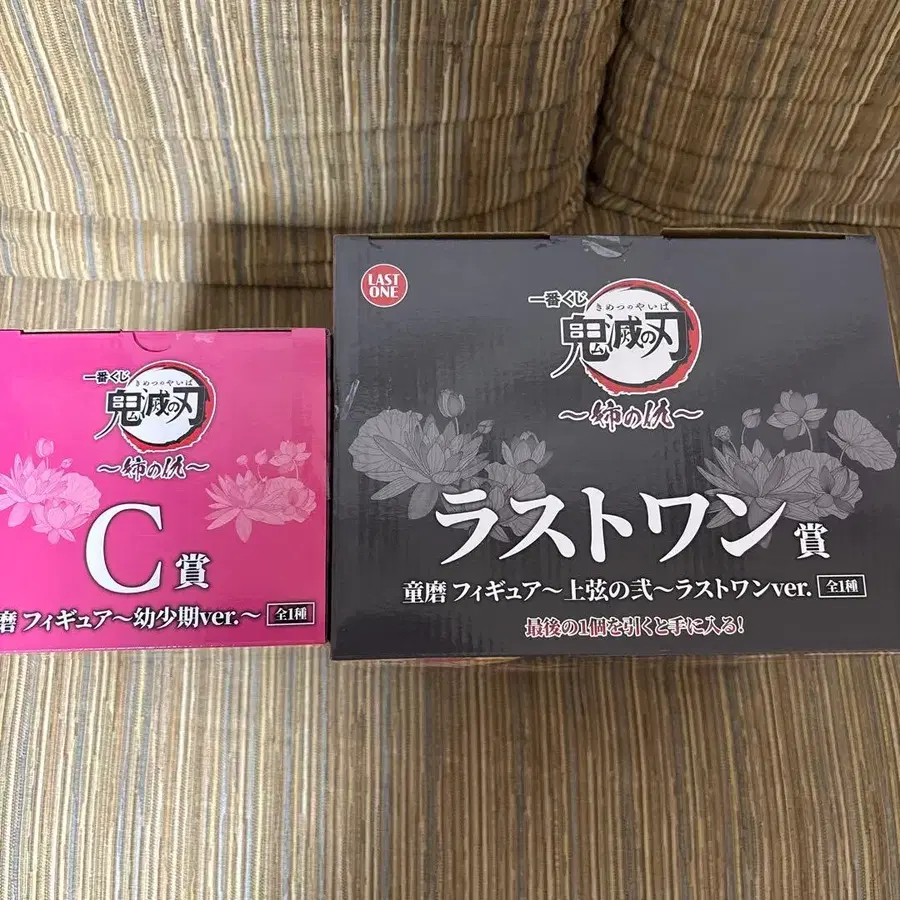 一番くじ
きめつのやいば
鬼滅の刃
~姉の仇~
C賞
磨 フィギュア~幼少期ver.~ 全1種
LAST
ONE
一番くじ
きめつのやいば
鬼滅の刃
~姉の仇~
ラストワン賞
童磨 フィギュア~上弦の弐~ラストワンver. 全1種
最後の1個を引くと手に入る!